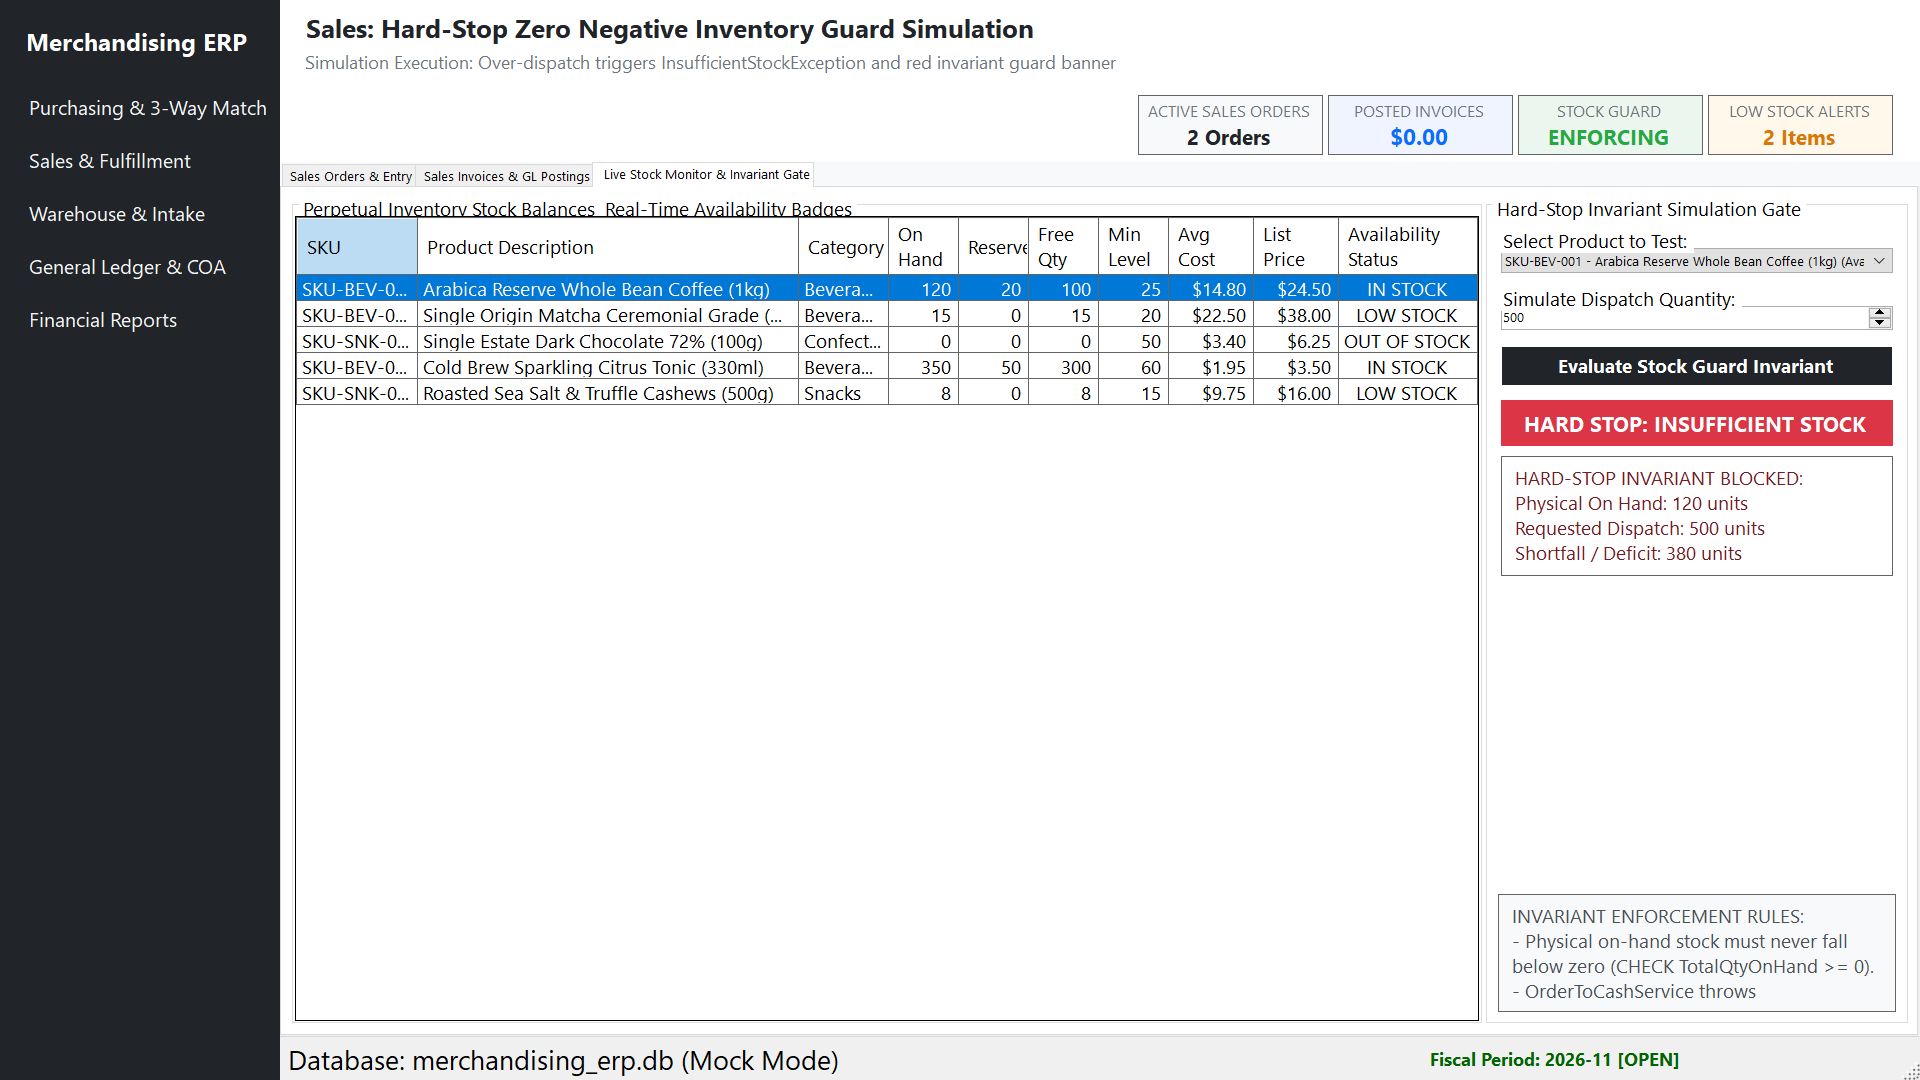 Merchandising ERP
Purchasing & 3-Way Match
Sales & Fulfillment
Warehouse & Intake
General Ledger & COA
Financial Reports
Sales: Hard-Stop Zero Negative Inventory Guard Simulation
Simulation Execution: Over-dispatch triggers InsufficientStockException and red invariant guard banner
ACTIVE SALES ORDERS
2 Orders
POSTED INVOICES
$0.00
STOCK GUARD
ENFORCING
LOW STOCK ALERTS
2 Items
Sales Orders & Entry
Sales Invoices & GL Postings
Live Stock Monitor & Invariant Gate
Perpetual Inventory Stock Balances  Real-Time Availability Badges
SKU Product Description Category On Hand Reserve Free Qty Min Level Avg Cost List Price Availability Status
SKU-BEV-0... Arabica Reserve Whole Bean Coffee (1kg) Bevera... 120 20 100 25 $14.80 $24.50 IN STOCK
SKU-BEV-0... Single Origin Matcha Ceremonial Grade (... Bevera... 15 0 15 20 $22.50 $38.00 LOW STOCK
SKU-SNK-0... Single Estate Dark Chocolate 72% (100g) Confect... 0 0 0 50 $3.40 $6.25 OUT OF STOCK
SKU-BEV-0... Cold Brew Sparkling Citrus Tonic (330ml) Bevera... 350 50 300 60 $1.95 $3.50 IN STOCK
SKU-SNK-0... Roasted Sea Salt & Truffle Cashews (500g) Snacks 8 0 8 15 $9.75 $16.00 LOW STOCK
Hard-Stop Invariant Simulation Gate
Select Product to Test:
SKU-BEV-001 - Arabica Reserve Whole Bean Coffee (1kg) (Ava
Simulate Dispatch Quantity:
500
Evaluate Stock Guard Invariant
HARD STOP: INSUFFICIENT STOCK
HARD-STOP INVARIANT BLOCKED:
Physical On Hand: 120 units
Requested Dispatch: 500 units
Shortfall / Deficit: 380 units
INVARIANT ENFORCEMENT RULES:
- Physical on-hand stock must never fall
below zero (CHECK TotalQtyOnHand >= 0).
- OrderToCashService throws
Database: merchandising_erp.db (Mock Mode)
Fiscal Period: 2026-11 [OPEN]